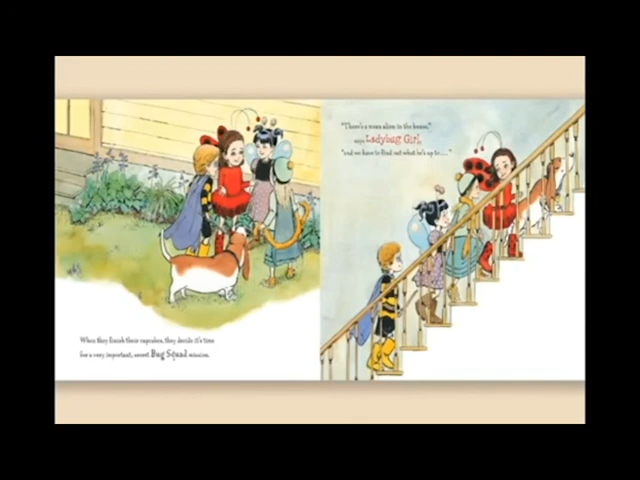 When they finish their cupcakes, they decide it's time
for a very important, secret Bug Squad mission.
"There's a mean alien in the house,"
says Ladybug Girl,
"and we have to find out what he's up to....."